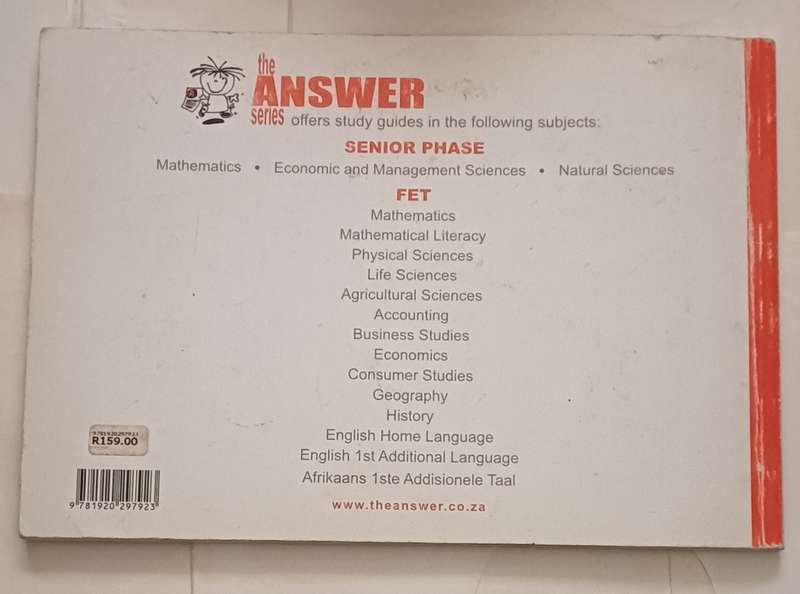 the
ANSWER
series offers study guides in the following subjects:
SENIOR PHASE
Mathematics • Economic and Management Sciences • Natural Sciences
FET
Mathematics
Mathematical Literacy
Physical Sciences
Life Sciences
Agricultural Sciences
Accounting
Business Studies
Economics
Consumer Studies
Geography
History
English Home Language
English 1st Additional Language
Afrikaans 1ste Addisionele Taal
www.theanswer.co.za
9781920297923
R159.00
9 781920 297923